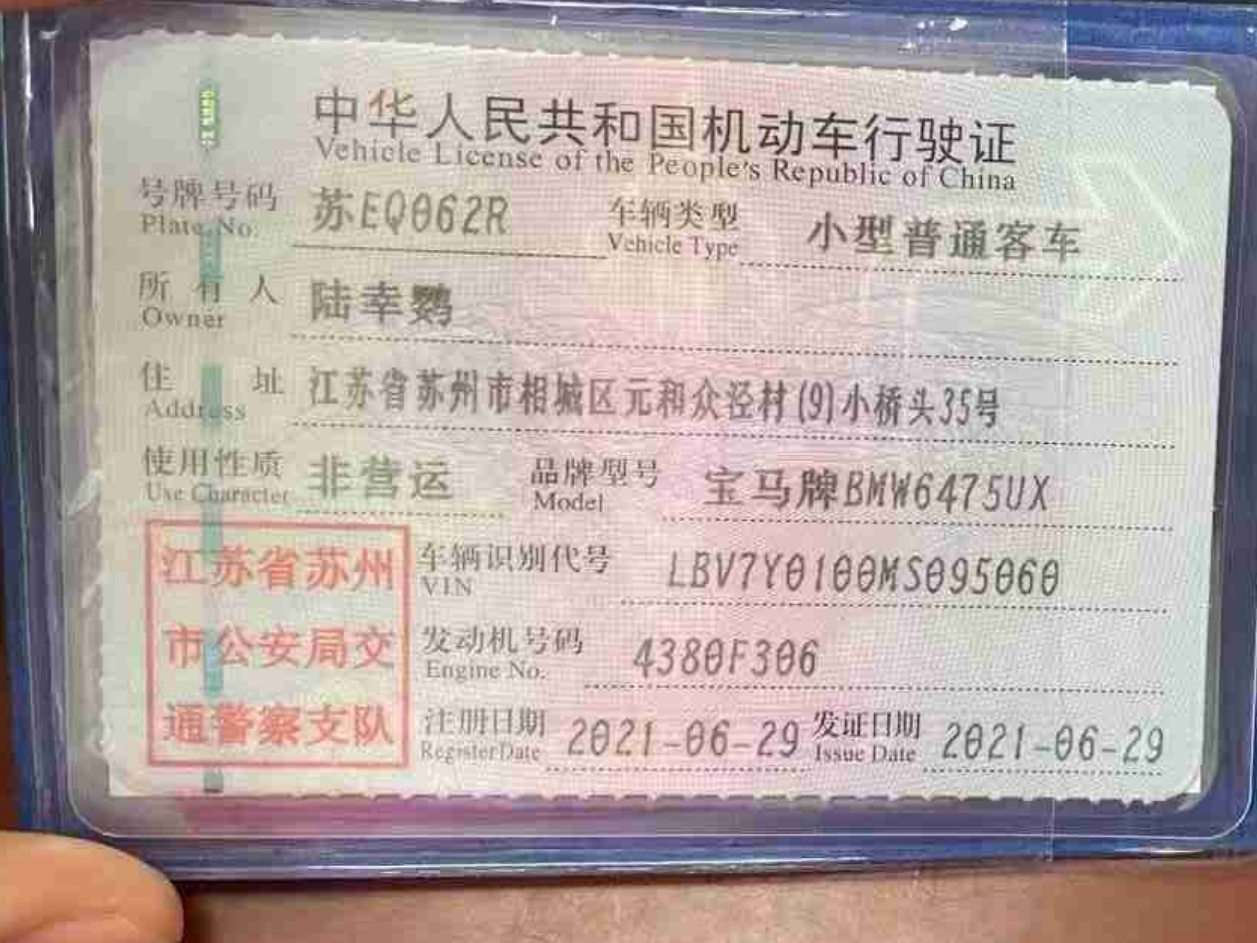 中华人民共和国机动车行驶证
Vehicle License of the People's Republic of China
号牌号码 苏EQ062R 车辆类型 小型普通客车
Plate No. Vehicle Type
所有人 陆幸鹦
Owner
住址 江苏省苏州市相城区元和众泾村(9)小桥头35号
Address
使用性质 非营运 品牌型号 宝马牌BMW6475UX
Use Character Model
江苏省苏州
市公安局交
通警察支队
车辆识别代号 LBV7Y0100MS095060
VIN
发动机号码 4380F306
Engine No.
注册日期 2021-06-29 发证日期 2021-06-29
Register Date Issue Date